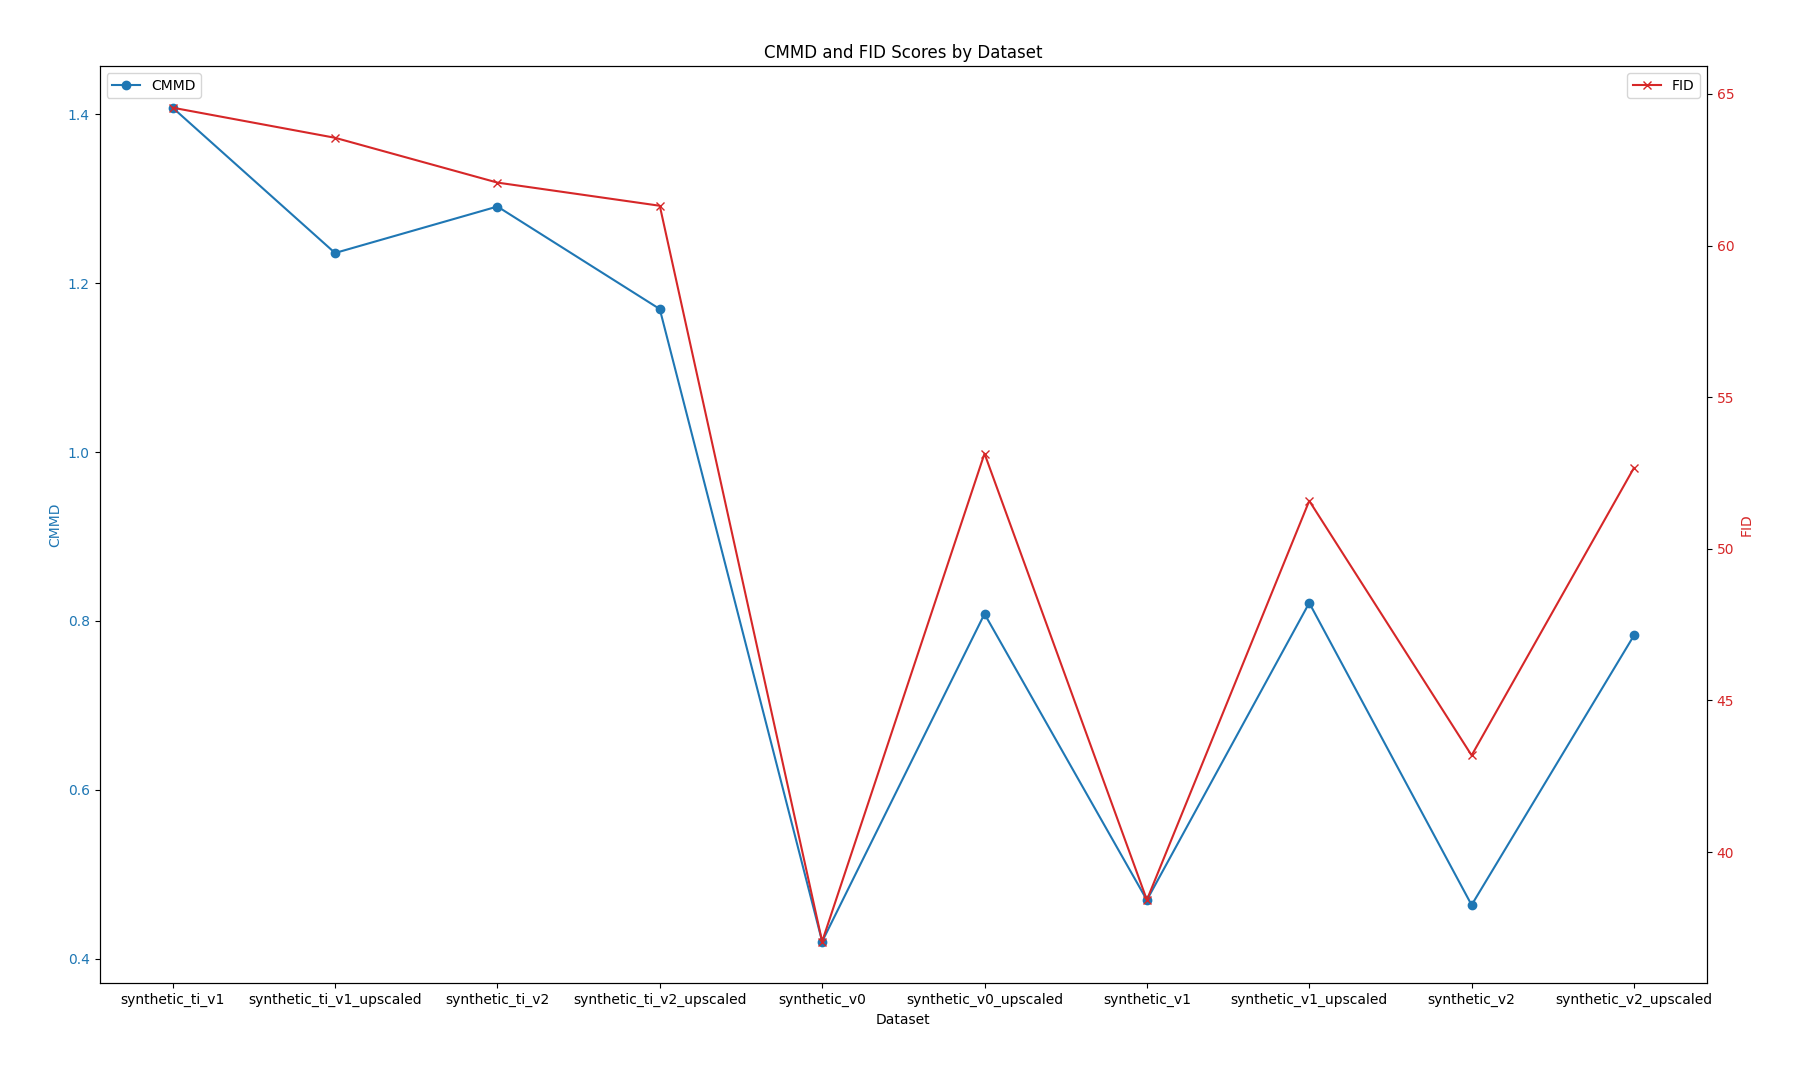 CMMD and FID Scores by Dataset
CMMD
FID
1.4
1.2
1.0
0.8
0.6
0.4
CMMD
65
60
55
50
45
40
FID
synthetic_ti_v1
synthetic_ti_v1_upscaled
synthetic_ti_v2
synthetic_ti_v2_upscaled
synthetic_v0
synthetic_v0_upscaled
synthetic_v1
synthetic_v1_upscaled
synthetic_v2
synthetic_v2_upscaled
Dataset